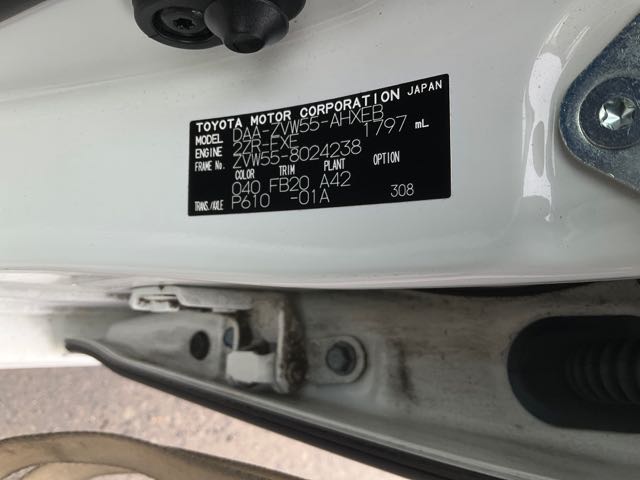 TOYOTA MOTOR CORPORATION JAPAN
MODEL DAA-ZVW55-AHXEB
ENGINE 2ZR-FXE 1797 mL
FRAME No. ZVW55-8024238
COLOR TRIM PLANT OPTION
040 FB20 A42
TRANS./AXLE P610 -01A 308